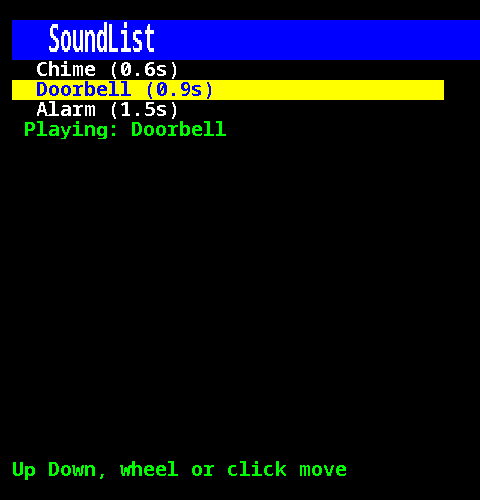 SoundList
Chime (0.6s)
Doorbell (0.9s)
Alarm (1.5s)
Playing: Doorbell
Up Down, wheel or click move